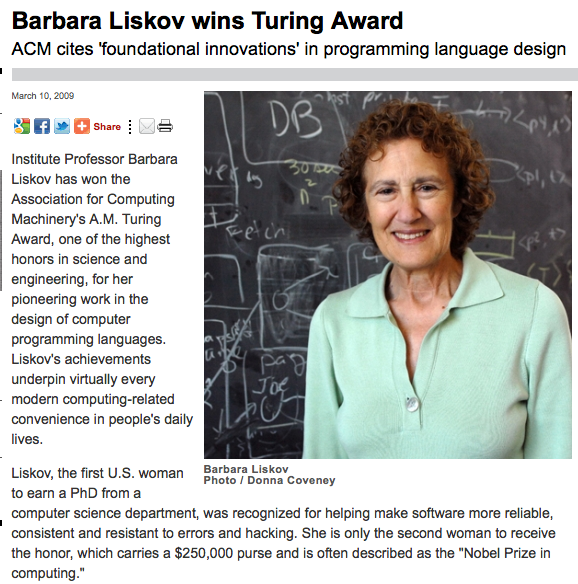 Barbara Liskov wins Turing Award
ACM cites 'foundational innovations' in programming language design
March 10, 2009
Share
Institute Professor Barbara
Liskov has won the
Association for Computing
Machinery's A.M. Turing
Award, one of the highest
honors in science and
engineering, for her
pioneering work in the
design of computer
programming languages.
Liskov's achievements
underpin virtually every
modern computing-related
convenience in people's daily
lives.
DB
30
Joe
Barbara Liskov
Photo / Donna Coveney
Liskov, the first U.S. woman
to earn a PhD from a
computer science department, was recognized for helping make software more reliable,
consistent and resistant to errors and hacking. She is only the second woman to receive
the honor, which carries a $250,000 purse and is often described as the "Nobel Prize in
computing."